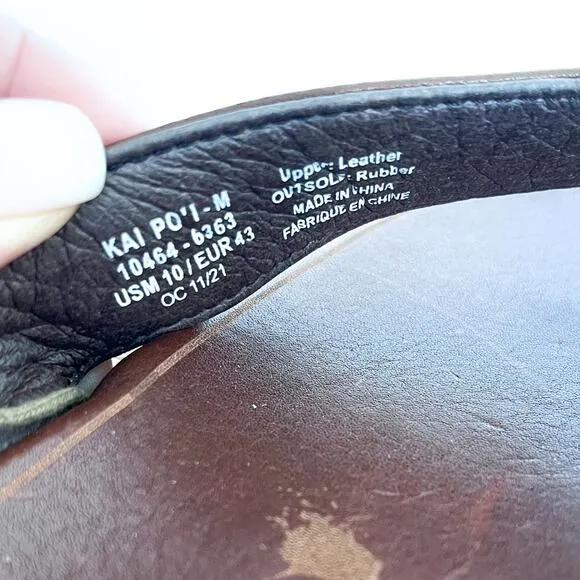 KAI PO'I - M
10464 - 6363
USM 10 / EUR 43
OC 11/21
Upper: Leather
OUTSOLE: Rubber
MADE IN CHINA
FABRIQUE EN CHINE